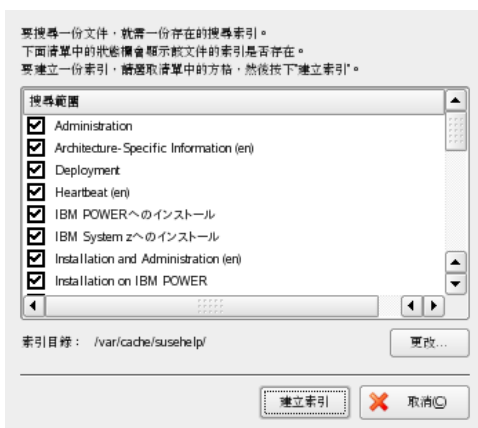 要搜尋一份文件，就需一份存在的搜尋索引。
下面清單中的狀態欄會顯示該文件的索引是否存在。
要建立一份索引，請選取清單中的方格，然後按下"建立索引"。
搜尋範圍
Administration
Architecture-Specific Information (en)
Deployment
Heartbeat (en)
IBM POWERへのインストール
IBM System zへのインストール
Installation and Administration (en)
Installation on IBM POWER
索引目錄： /var/cache/susehelp/
更改...
建立索引
取消(C)